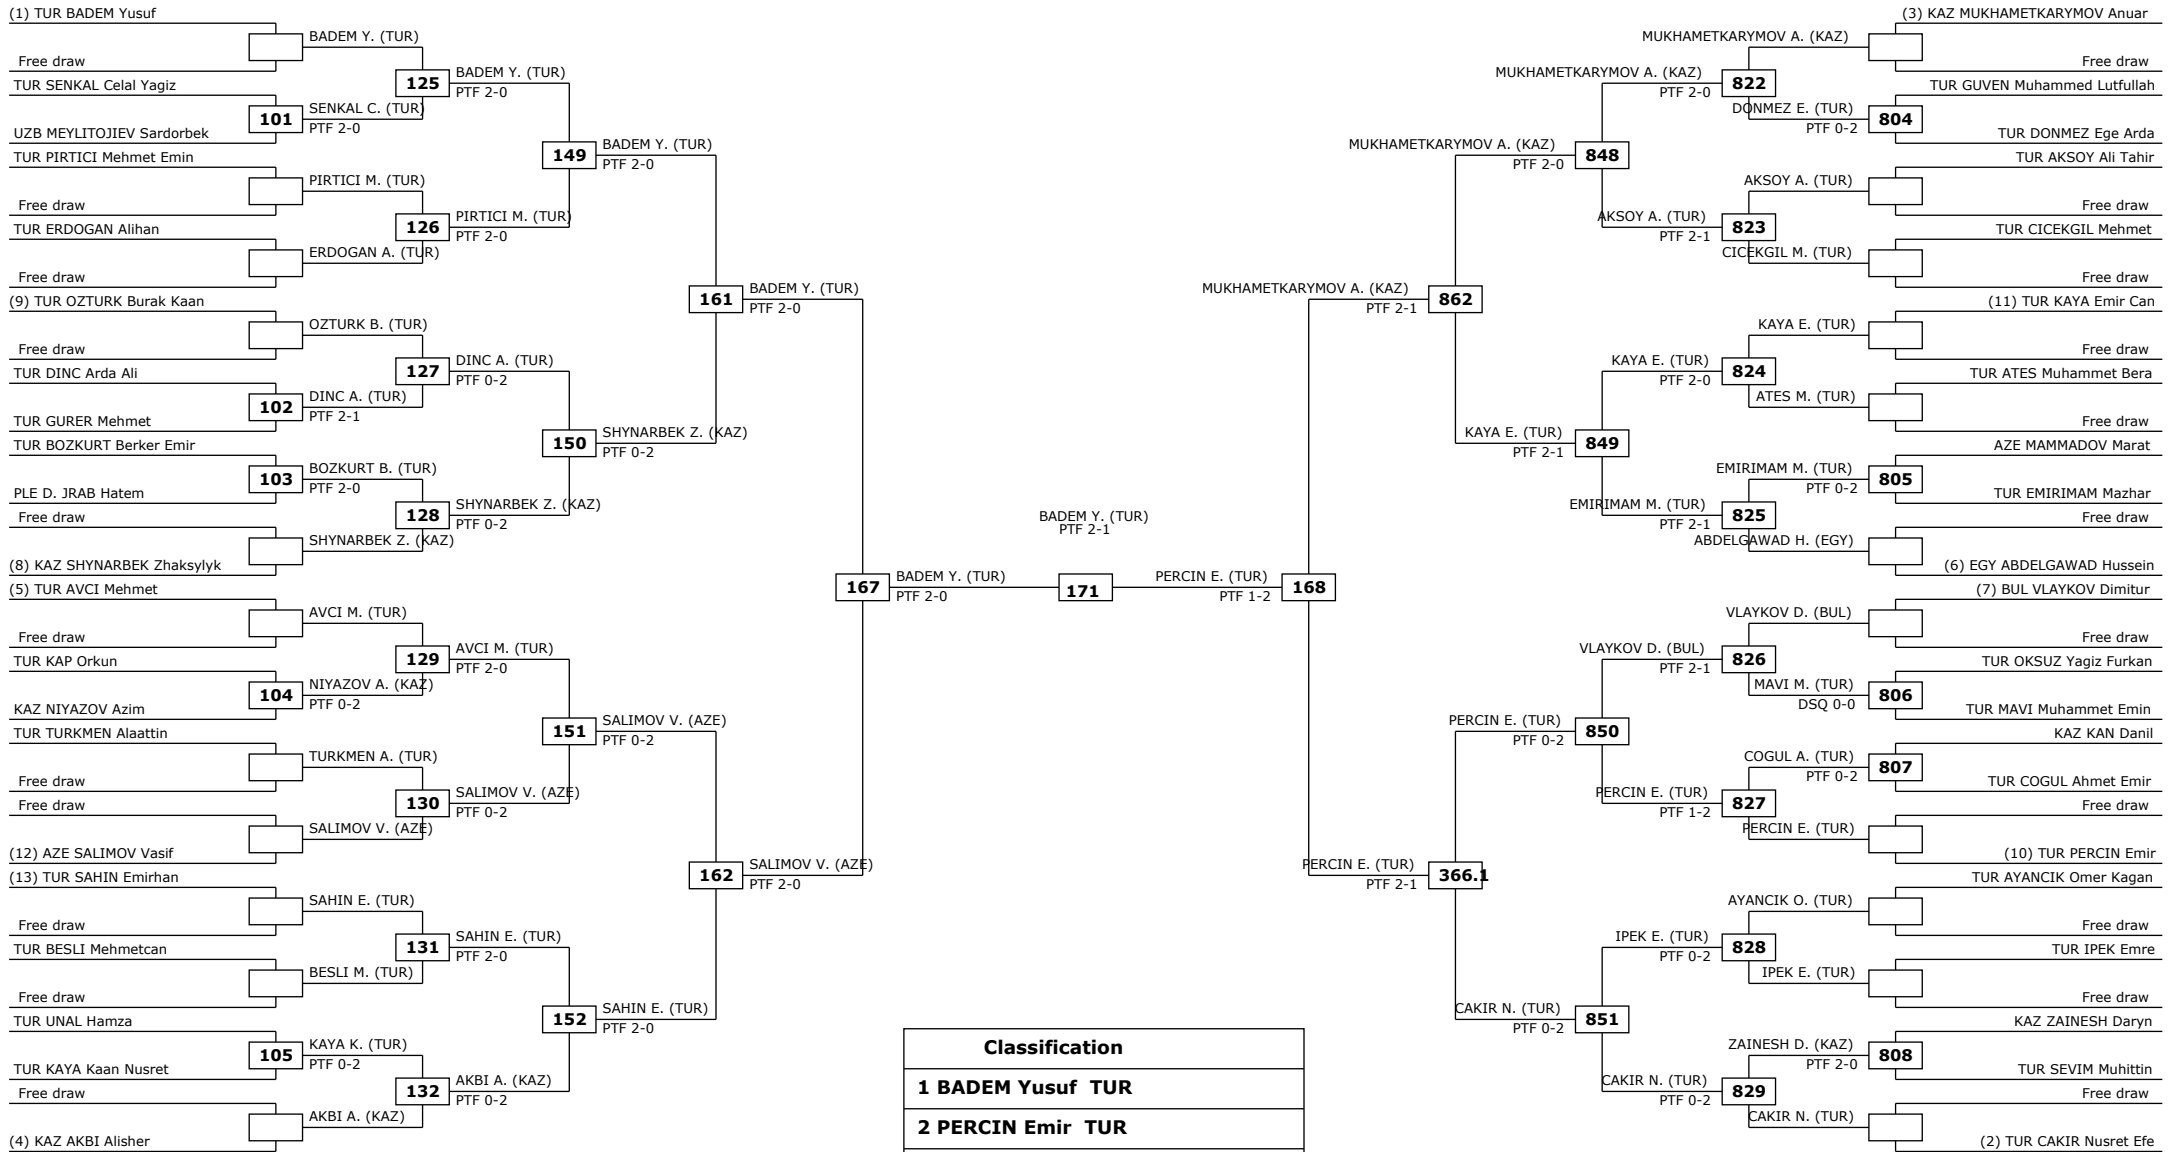 (1) TUR BADEM Yusuf
Free draw
TUR SENKAL Celal Yagiz
UZB MEYLITOJIEV Sardorbek
TUR PIRTICI Mehmet Emin
Free draw
TUR ERDOGAN Alihan
Free draw
(9) TUR OZTURK Burak Kaan
Free draw
TUR DINC Arda Ali
TUR GURER Mehmet
TUR BOZKURT Berker Emir
PLE D. JRAB Hatem
Free draw
(8) KAZ SHYNARBEK Zhaksylyk
(5) TUR AVCI Mehmet
Free draw
TUR KAP Orkun
KAZ NIYAZOV Azim
TUR TURKMEN Alaattin
Free draw
Free draw
(12) AZE SALIMOV Vasif
(13) TUR SAHIN Emirhan
Free draw
TUR BESLI Mehmetcan
Free draw
TUR UNAL Hamza
TUR KAYA Kaan Nusret
Free draw
(4) KAZ AKBI Alisher
BADEM Y. (TUR)
101
SENKAL C. (TUR)
PTF 2-0
PIRTICI M. (TUR)
ERDOGAN A. (TUR)
OZTURK B. (TUR)
102
DINC A. (TUR)
PTF 2-1
103
BOZKURT B. (TUR)
PTF 2-0
SHYNARBEK Z. (KAZ)
AVCI M. (TUR)
104
NIYAZOV A. (KAZ)
PTF 0-2
TURKMEN A. (TUR)
SALIMOV V. (AZE)
SAHIN E. (TUR)
BESLI M. (TUR)
105
KAYA K. (TUR)
PTF 0-2
AKBI A. (KAZ)
125
BADEM Y. (TUR)
PTF 2-0
126
PIRTICI M. (TUR)
PTF 2-0
127
DINC A. (TUR)
PTF 0-2
128
SHYNARBEK Z. (KAZ)
PTF 0-2
129
AVCI M. (TUR)
PTF 2-0
130
SALIMOV V. (AZE)
PTF 0-2
131
SAHIN E. (TUR)
PTF 2-0
132
AKBI A. (KAZ)
PTF 0-2
149
BADEM Y. (TUR)
PTF 2-0
150
SHYNARBEK Z. (KAZ)
PTF 0-2
151
SALIMOV V. (AZE)
PTF 0-2
152
SAHIN E. (TUR)
PTF 2-0
161
BADEM Y. (TUR)
PTF 2-0
162
SALIMOV V. (AZE)
PTF 2-0
167
BADEM Y. (TUR)
PTF 2-0
BADEM Y. (TUR)
PTF 2-1
171
PERCIN E. (TUR)
PTF 1-2
168
MUKHAMETKARYMOV A. (KAZ)
PTF 2-1
862
PERCIN E. (TUR)
PTF 2-1
366.1
MUKHAMETKARYMOV A. (KAZ)
PTF 2-0
848
KAYA E. (TUR)
PTF 2-1
849
PERCIN E. (TUR)
PTF 0-2
850
CAKIR N. (TUR)
PTF 0-2
851
MUKHAMETKARYMOV A. (KAZ)
PTF 2-0
822
AKSOY A. (TUR)
PTF 2-1
823
KAYA E. (TUR)
PTF 2-0
824
EMIRIMAM M. (TUR)
PTF 2-1
825
VLAYKOV D. (BUL)
PTF 2-1
826
PERCIN E. (TUR)
PTF 1-2
827
IPEK E. (TUR)
PTF 0-2
828
CAKIR N. (TUR)
PTF 0-2
829
MUKHAMETKARYMOV A. (KAZ)
DONMEZ E. (TUR)
PTF 0-2
804
AKSOY A. (TUR)
CICEKGIL M. (TUR)
KAYA E. (TUR)
ATES M. (TUR)
EMIRIMAM M. (TUR)
PTF 0-2
805
ABDELGAWAD H. (EGY)
VLAYKOV D. (BUL)
MAVI M. (TUR)
DSQ 0-0
806
COGUL A. (TUR)
PTF 0-2
807
PERCIN E. (TUR)
AYANCIK O. (TUR)
IPEK E. (TUR)
ZAINESH D. (KAZ)
PTF 2-0
808
CAKIR N. (TUR)
(3) KAZ MUKHAMETKARYMOV Anuar
Free draw
TUR GUVEN Muhammed Lutfullah
TUR DONMEZ Ege Arda
TUR AKSOY Ali Tahir
Free draw
TUR CICEKGIL Mehmet
Free draw
(11) TUR KAYA Emir Can
Free draw
TUR ATES Muhammet Bera
Free draw
AZE MAMMADOV Marat
TUR EMIRIMAM Mazhar
Free draw
(6) EGY ABDELGAWAD Hussein
(7) BUL VLAYKOV Dimitur
Free draw
TUR OKSUZ Yagiz Furkan
TUR MAVI Muhammet Emin
KAZ KAN Danil
TUR COGUL Ahmet Emir
Free draw
(10) TUR PERCIN Emir
TUR AYANCIK Omer Kagan
Free draw
TUR IPEK Emre
Free draw
KAZ ZAINESH Daryn
TUR SEVIM Muhittin
Free draw
(2) TUR CAKIR Nusret Efe
Classification
1 BADEM Yusuf TUR
2 PERCIN Emir TUR